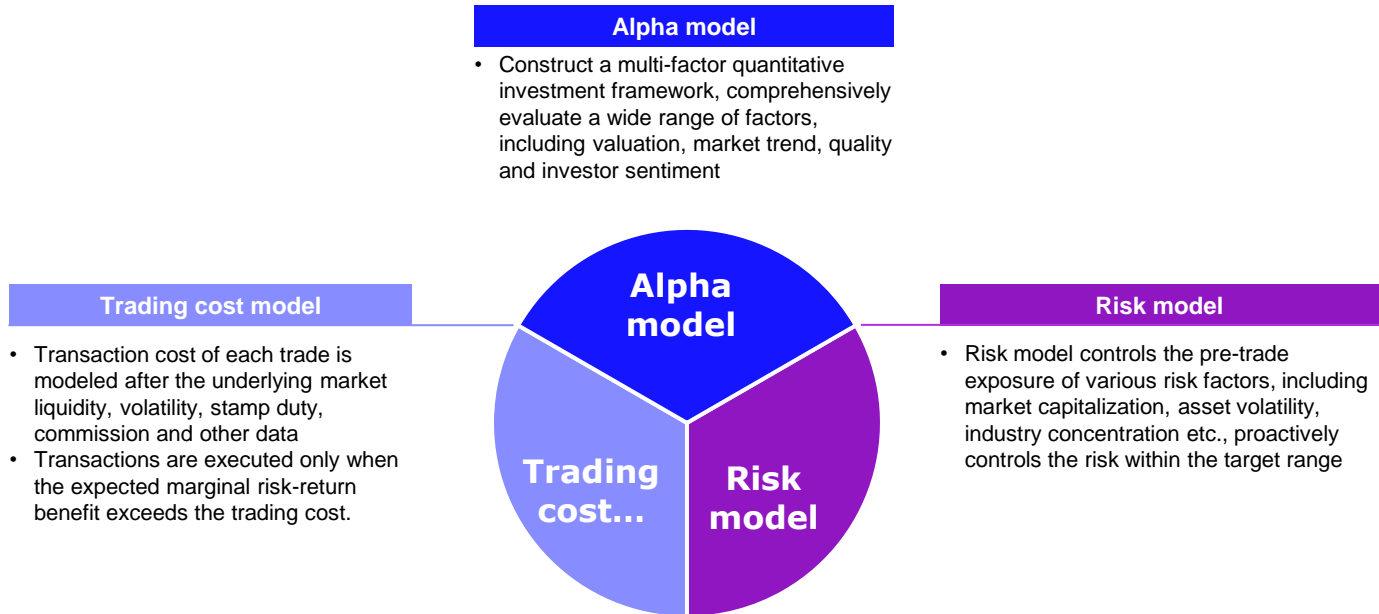 Alpha model
• Construct a multi-factor quantitative
investment framework, comprehensively
evaluate a wide range of factors,
including valuation, market trend, quality
and investor sentiment
Trading cost model
• Transaction cost of each trade is
modeled after the underlying market
liquidity, volatility, stamp duty,
commission and other data
• Transactions are executed only when
the expected marginal risk-return
benefit exceeds the trading cost.
Alpha
model
Trading
cost...
Risk
model
Risk model
• Risk model controls the pre-trade
exposure of various risk factors, including
market capitalization, asset volatility,
industry concentration etc., proactively
controls the risk within the target range